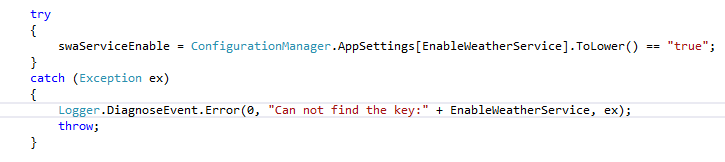 try
{
swaServiceEnable = ConfigurationManager.AppSettings[EnableWeatherService].ToLower() == "true";
}
catch (Exception ex)
{
Logger.DiagnoseEvent.Error(0, "Can not find the key:" + EnableWeatherService, ex);
throw;
}